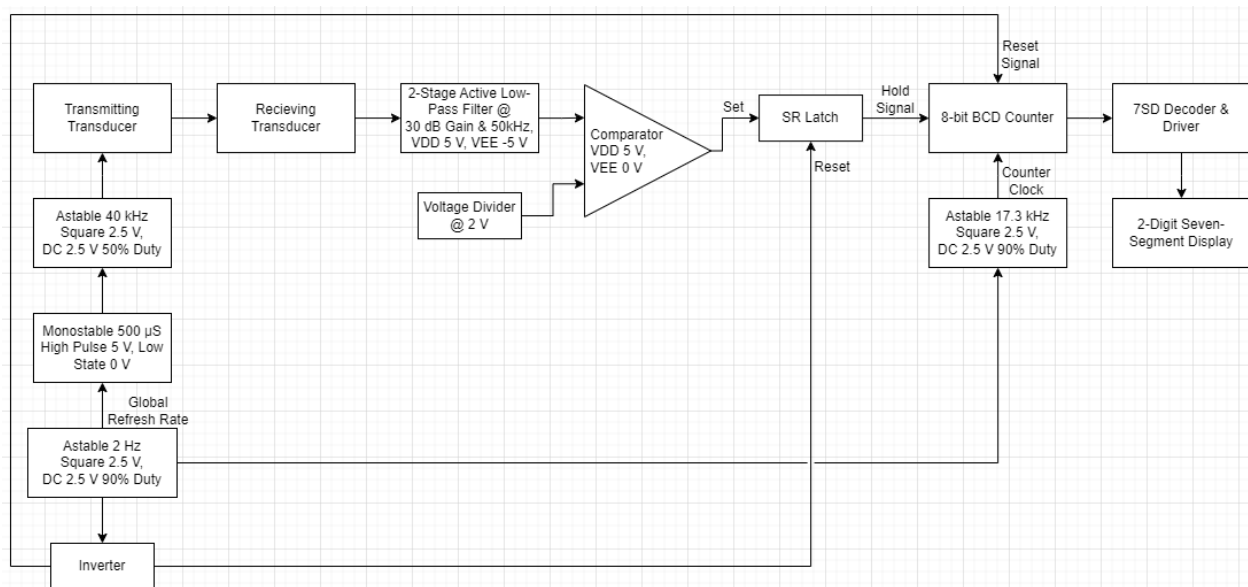 Reset
Signal
Transmitting
Transducer
Recieving
Transducer
2-Stage Active Low-
Pass Filter @
30 dB Gain & 50kHz,
VDD 5 V, VEE -5 V
Comparator
VDD 5 V,
VEE 0 V
Set
SR Latch
Hold
Signal
8-bit BCD Counter
7SD Decoder &
Driver
Reset
Voltage Divider
@ 2 V
Counter
Clock
Astable 40 kHz
Square 2.5 V,
DC 2.5 V 50% Duty
Astable 17.3 kHz
Square 2.5 V,
DC 2.5 V 90% Duty
2-Digit Seven-
Segment Display
Monostable 500 µS
High Pulse 5 V, Low
State 0 V
Global
Refresh Rate
Astable 2 Hz
Square 2.5 V,
DC 2.5 V 90% Duty
Inverter